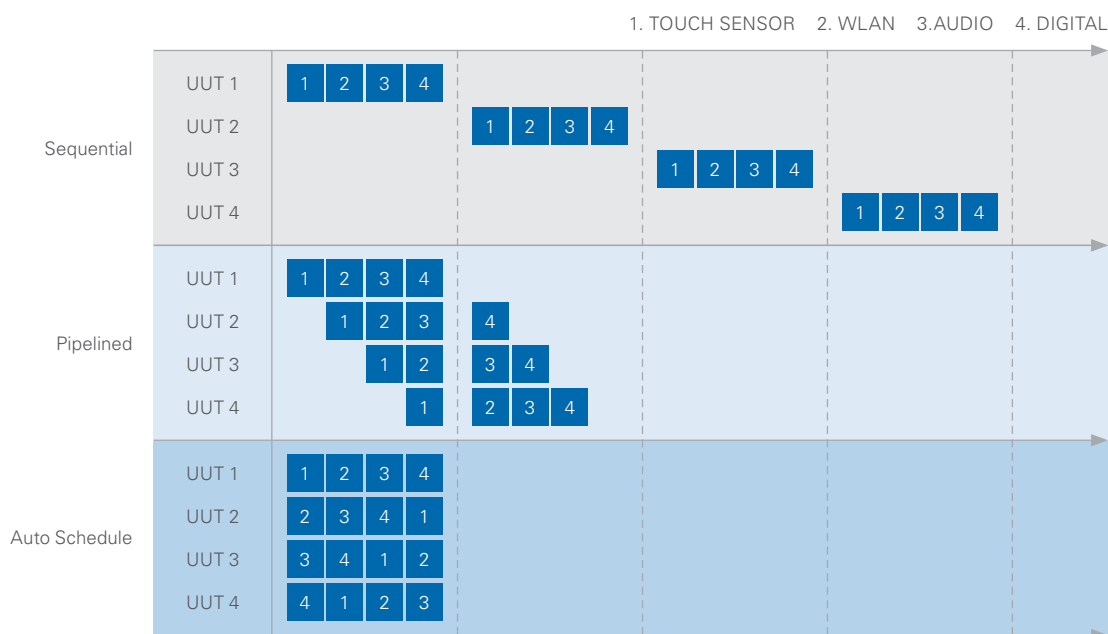 1. TOUCH SENSOR 2. WLAN 3.AUDIO 4. DIGITAL
Sequential
UUT 1 1 2 3 4
UUT 2 1 2 3 4
UUT 3 1 2 3 4
UUT 4 1 2 3 4
Pipelined
UUT 1 1 2 3 4
UUT 2 1 2 3 4
UUT 3 1 2 3 4
UUT 4 1 2 3 4
Auto Schedule
UUT 1 1 2 3 4
UUT 2 2 3 4 1
UUT 3 3 4 1 2
UUT 4 4 1 2 3